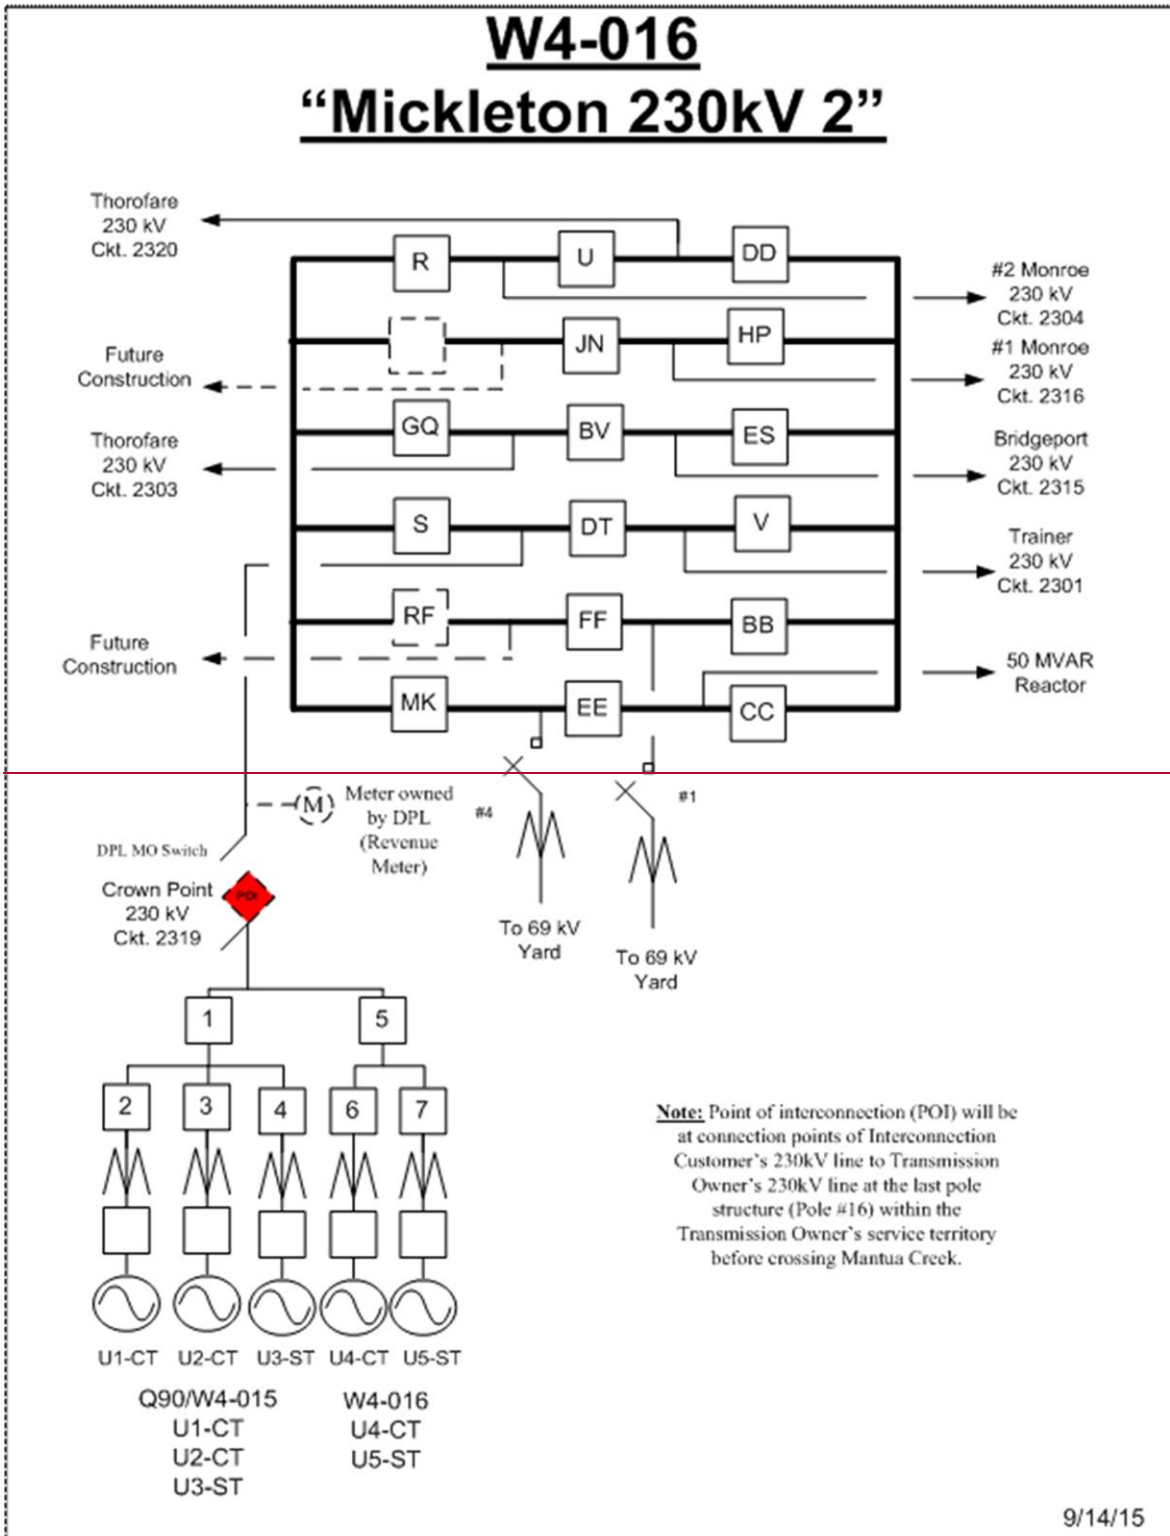 W4-016
“Mickleton 230kV 2”
Thorofare
230 kV
Ckt. 2320
R
U
DD
#2 Monroe
230 kV
Ckt. 2304
Future
Construction
JN
HP
#1 Monroe
230 kV
Ckt. 2316
Thorofare
230 kV
Ckt. 2303
GQ
BV
ES
Bridgeport
230 kV
Ckt. 2315
S
DT
V
Trainer
230 kV
Ckt. 2301
Future
Construction
RF
FF
BB
50 MVAR
Reactor
MK
EE
CC
M
Meter owned
by DPL
(Revenue
Meter)
#4
#1
DPL MO Switch
POI
Crown Point
230 kV
Ckt. 2319
To 69 kV
Yard
To 69 kV
Yard
1
5
2
3
4
6
7
Note: Point of interconnection (POI) will be
at connection points of Interconnection
Customer’s 230kV line to Transmission
Owner’s 230kV line at the last pole
structure (Pole #16) within the
Transmission Owner’s service territory
before crossing Mantua Creek.
U1-CT
U2-CT
U3-ST
U4-CT
U5-ST
Q90/W4-015
U1-CT
U2-CT
U3-ST
W4-016
U4-CT
U5-ST
9/14/15